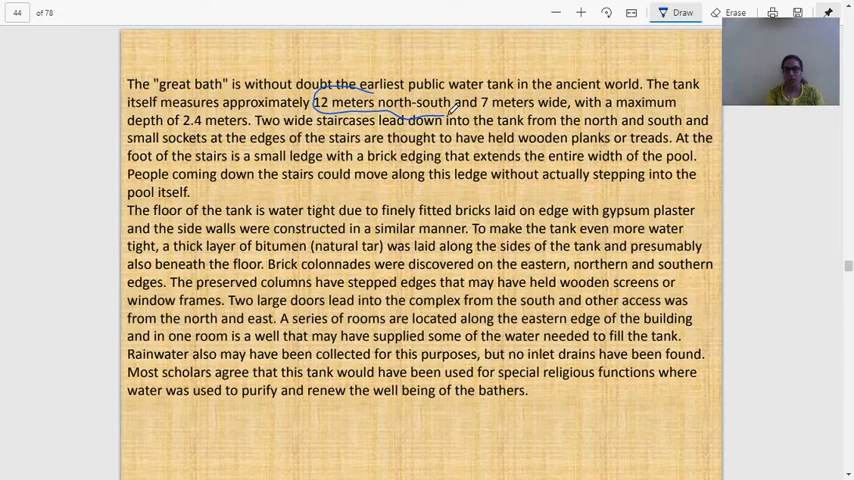 44 of 78
Draw
Erase
The "great bath" is without doubt the earliest public water tank in the ancient world. The tank
itself measures approximately 12 meters north-south and 7 meters wide, with a maximum
depth of 2.4 meters. Two wide staircases lead down into the tank from the north and south and
small sockets at the edges of the stairs are thought to have held wooden planks or treads. At the
foot of the stairs is a small ledge with a brick edging that extends the entire width of the pool.
People coming down the stairs could move along this ledge without actually stepping into the
pool itself.
The floor of the tank is water tight due to finely fitted bricks laid on edge with gypsum plaster
and the side walls were constructed in a similar manner. To make the tank even more water
tight, a thick layer of bitumen (natural tar) was laid along the sides of the tank and presumably
also beneath the floor. Brick colonnades were discovered on the eastern, northern and southern
edges. The preserved columns have stepped edges that may have held wooden screens or
window frames. Two large doors lead into the complex from the south and other access was
from the north and east. A series of rooms are located along the eastern edge of the building
and in one room is a well that may have supplied some of the water needed to fill the tank.
Rainwater also may have been collected for this purposes, but no inlet drains have been found.
Most scholars agree that this tank would have been used for special religious functions where
water was used to purify and renew the well being of the bathers.